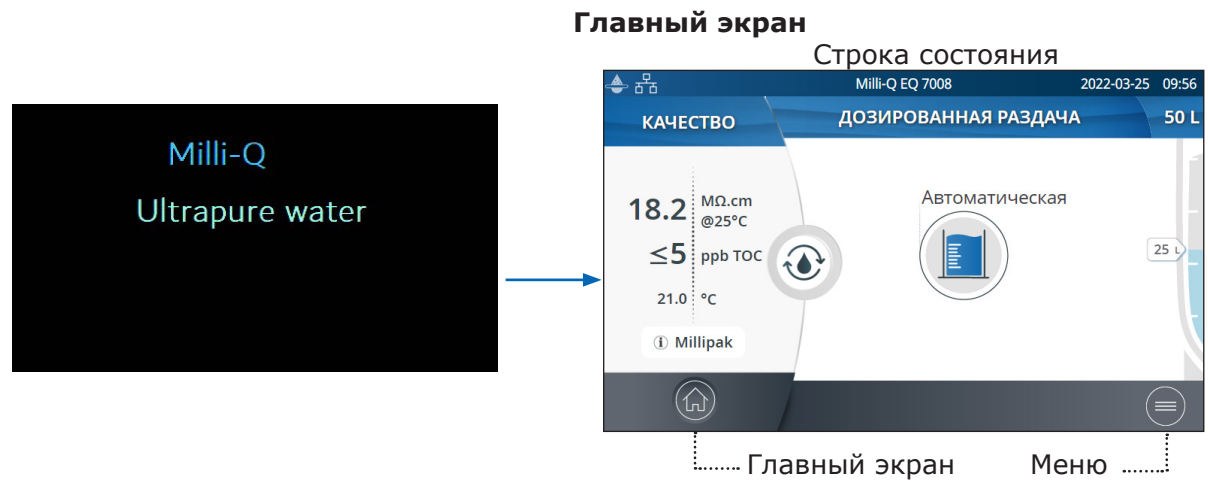 Главный экран
Строка состояния
Milli-Q
Ultrapure water
Milli-Q EQ 7008
2022-03-25 09:56
КАЧЕСТВО
ДОЗИРОВАННАЯ РАЗДАЧА
50 L
18.2 MΩ.cm
@25°C
≤5 ppb TOC
21.0 °C
i Millipak
Автоматическая
25 L
Главный экран
Меню